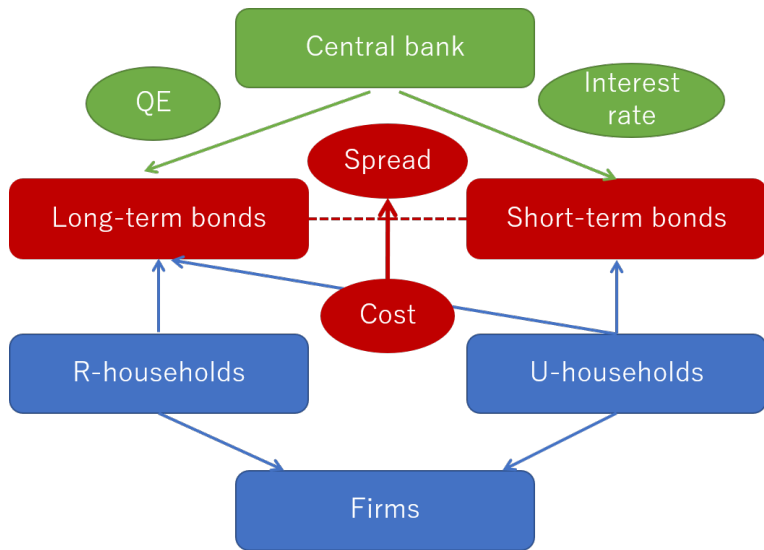 Central bank
QE
Interest
rate
Spread
Long-term bonds
Short-term bonds
Cost
R-households
U-households
Firms